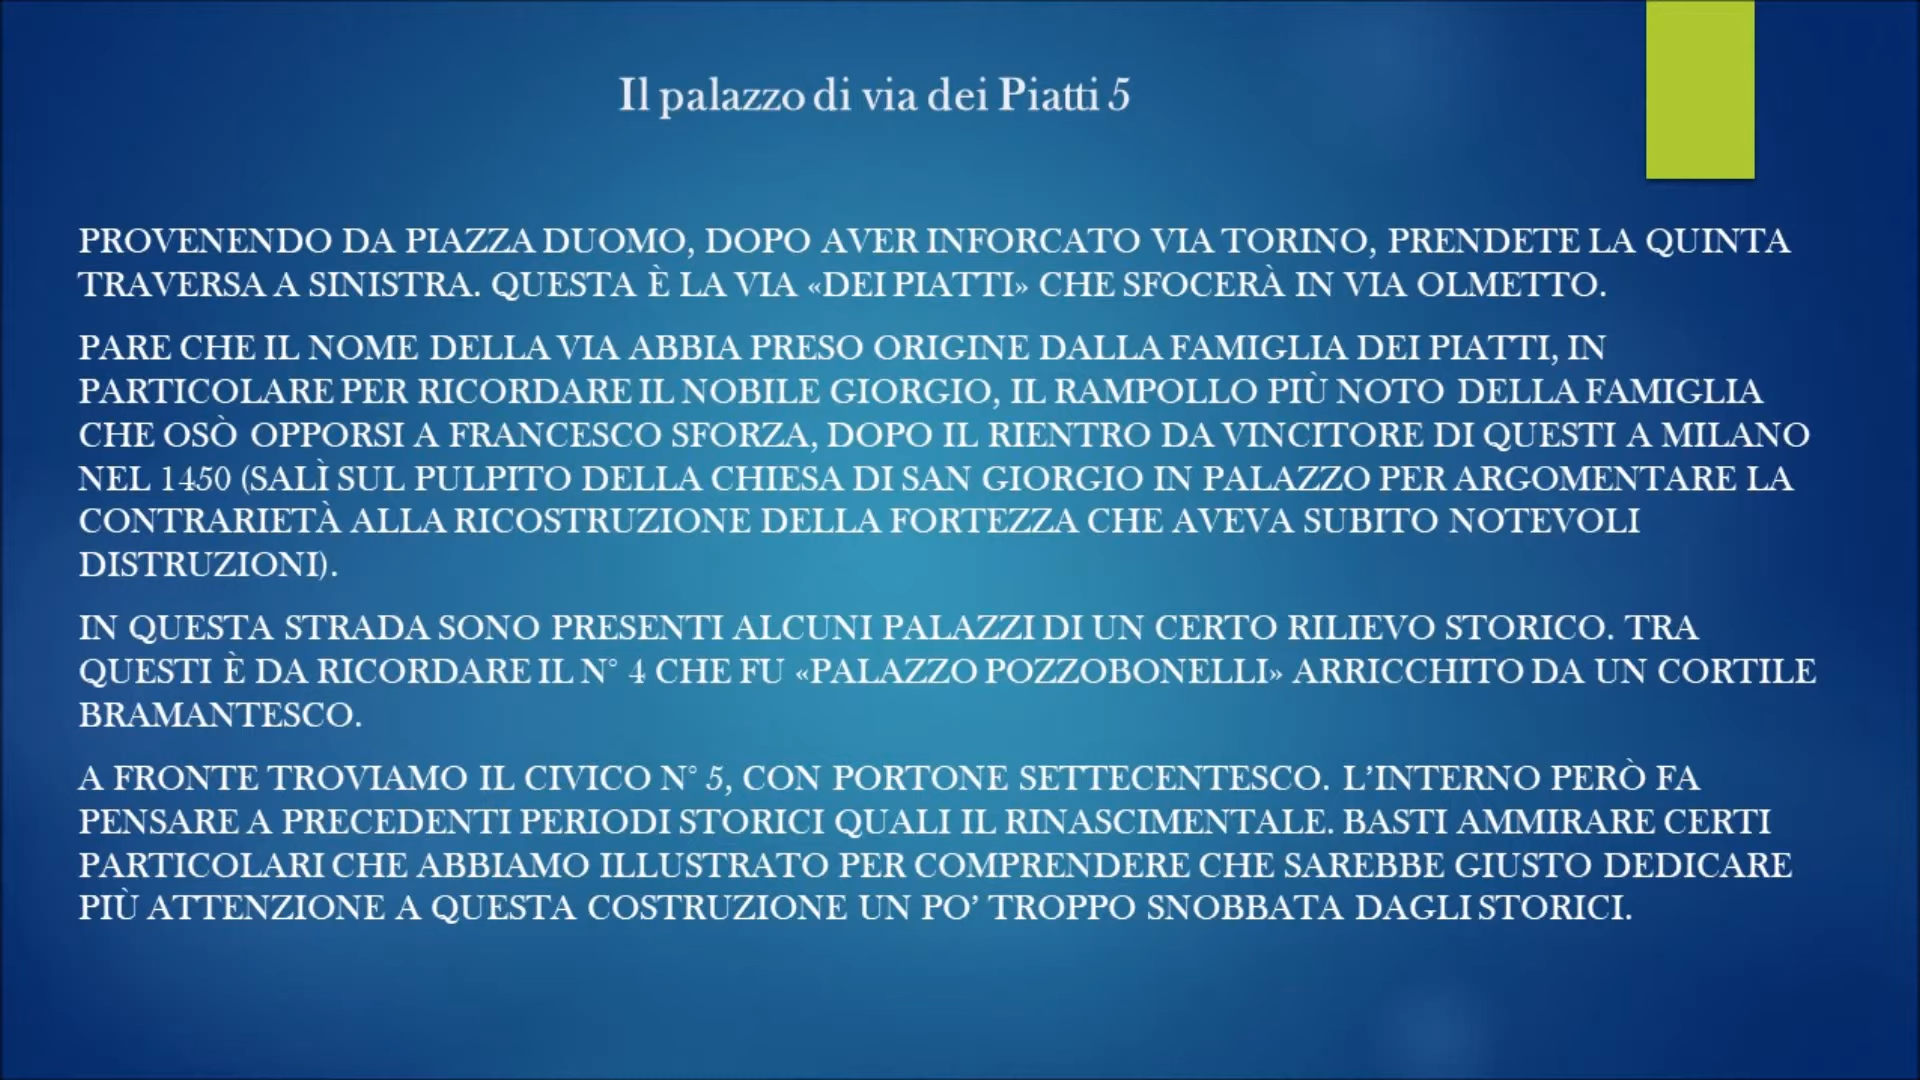 Il palazzo di via dei Piatti 5
PROVENENDO DA PIAZZA DUOMO, DOPO AVER INFORCATO VIA TORINO, PRENDETE LA QUINTA
TRAVERSA A SINISTRA. QUESTA È LA VIA «DEI PIATTI» CHE SFOCERÀ IN VIA OLMETTO.
PARE CHE IL NOME DELLA VIA ABBIA PRESO ORIGINE DALLA FAMIGLIA DEI PIATTI, IN
PARTICOLARE PER RICORDARE IL NOBILE GIORGIO, IL RAMPOLLO PIÙ NOTO DELLA FAMIGLIA
CHE OSÒ OPPORSI A FRANCESCO SFORZA, DOPO IL RIENTRO DA VINCITORE DI QUESTI A MILANO
NEL 1450 (SALÌ SUL PULPITO DELLA CHIESA DI SAN GIORGIO IN PALAZZO PER ARGOMENTARE LA
CONTRARIETÀ ALLA RICOSTRUZIONE DELLA FORTEZZA CHE AVEVA SUBITO NOTEVOLI
DISTRUZIONI).
IN QUESTA STRADA SONO PRESENTI ALCUNI PALAZZI DI UN CERTO RILIEVO STORICO. TRA
QUESTI È DA RICORDARE IL N° 4 CHE FU «PALAZZO POZZOBONELLI» ARRICCHITO DA UN CORTILE
BRAMANTESCO.
A FRONTE TROVIAMO IL CIVICO N° 5, CON PORTONE SETTECENTESCO. L’INTERNO PERÒ FA
PENSARE A PRECEDENTI PERIODI STORICI QUALI IL RINASCIMENTALE. BASTI AMMIRARE CERTI
PARTICOLARI CHE ABBIAMO ILLUSTRATO PER COMPRENDERE CHE SAREBBE GIUSTO DEDICARE
PIÙ ATTENZIONE A QUESTA COSTRUZIONE UN PO’ TROPPO SNOBBATA DAGLI STORICI.